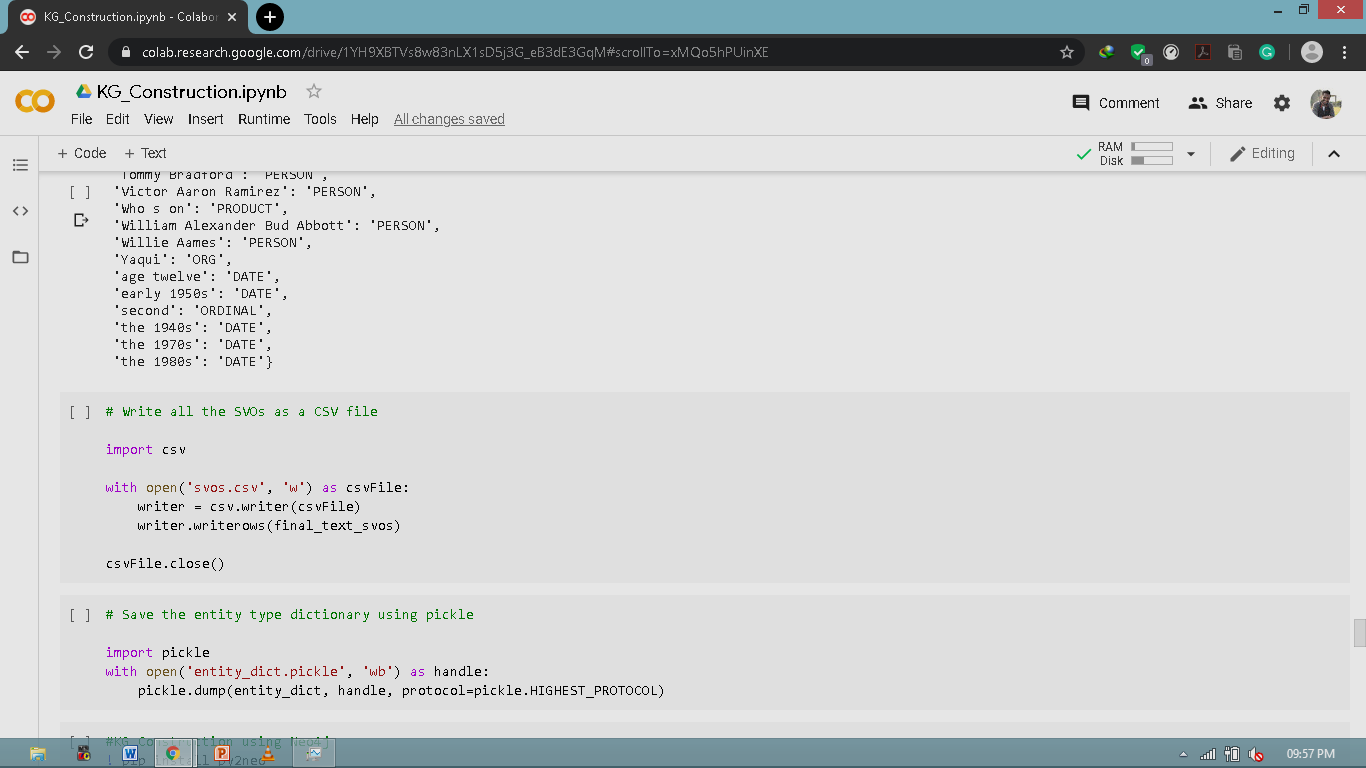 KG_Construction.ipynb - Colabor
colab.research.google.com/drive/1YH9XBTVs8w83nLX1sD5j3G_eB3dE3GqM#scrollTo=xMQo5hPUinXE
0
KG_Construction.ipynb
Comment
Share
File Edit View Insert Runtime Tools Help All changes saved
+ Code + Text
RAM
Disk
Editing
'Tommy Bradford': 'PERSON',
[ ] 'Victor Aaron Ramirez': 'PERSON',
'Who s on': 'PRODUCT',
'William Alexander Bud Abbott': 'PERSON',
'Willie Aames': 'PERSON',
'Yaqui': 'ORG',
'age twelve': 'DATE',
'early 1950s': 'DATE',
'second': 'ORDINAL',
'the 1940s': 'DATE',
'the 1970s': 'DATE',
'the 1980s': 'DATE'}
[ ] # Write all the SVOs as a CSV file
import csv
with open('svos.csv', 'w') as csvFile:
writer = csv.writer(csvFile)
writer.writerows(final_text_svos)
csvFile.close()
[ ] # Save the entity type dictionary using pickle
import pickle
with open('entity_dict.pickle', 'wb') as handle:
pickle.dump(entity_dict, handle, protocol=pickle.HIGHEST_PROTOCOL)
[ ] #KG Construction using Neo4j
! pip install py2neo
09:57 PM